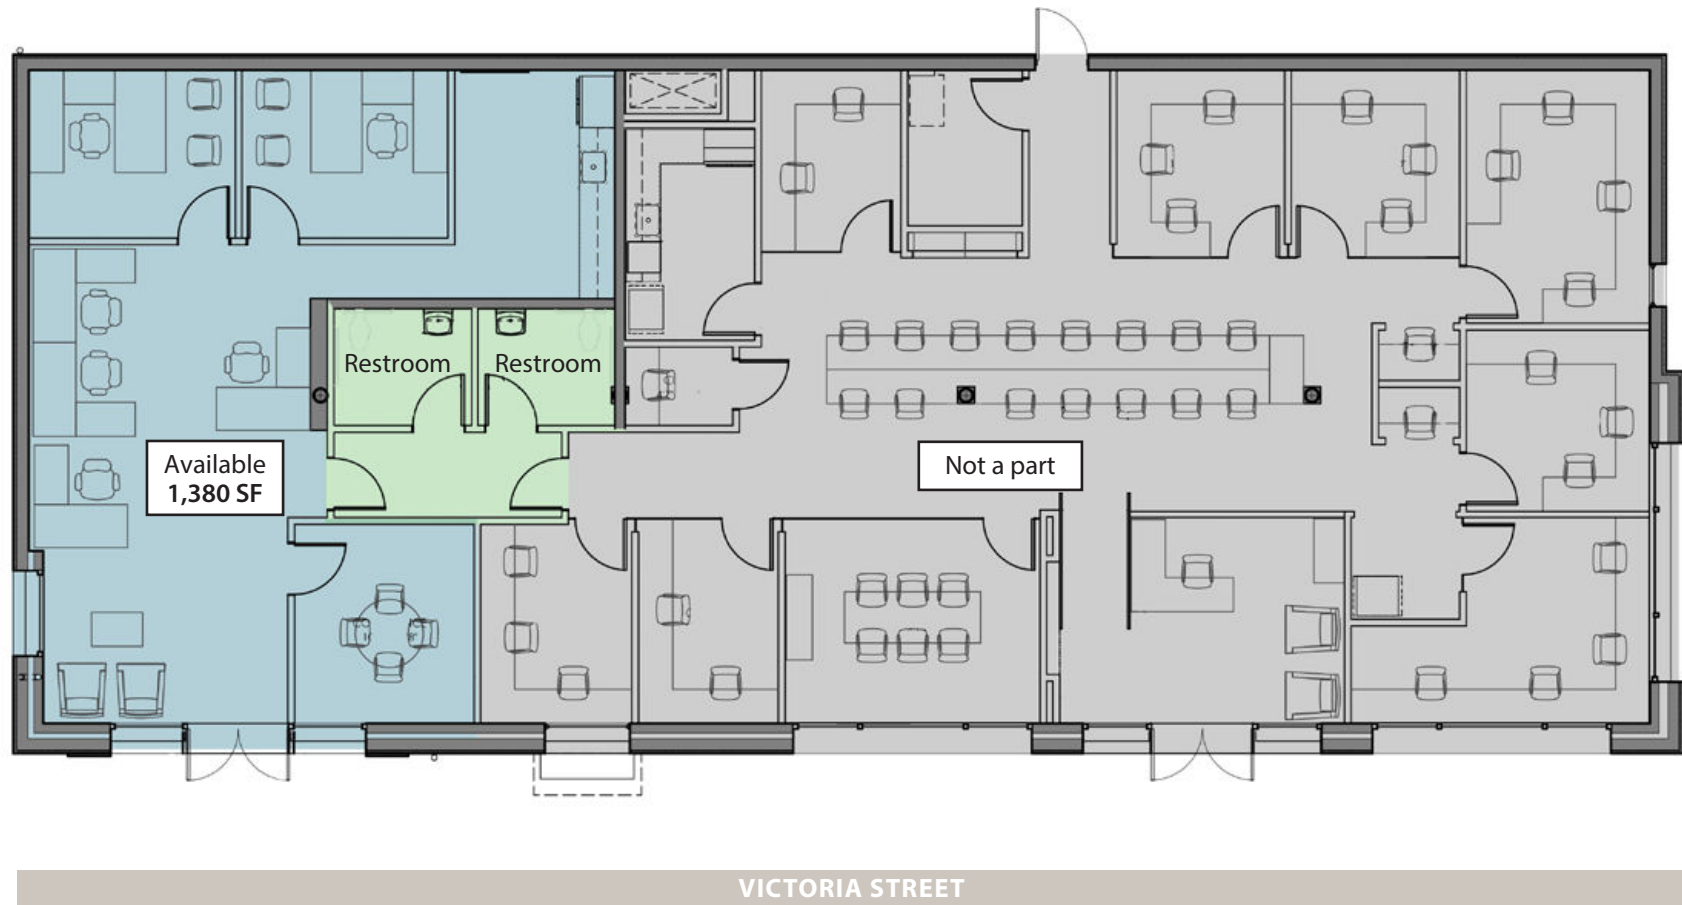 Restroom
Restroom
Available
1,380 SF
Not a part
VICTORIA STREET